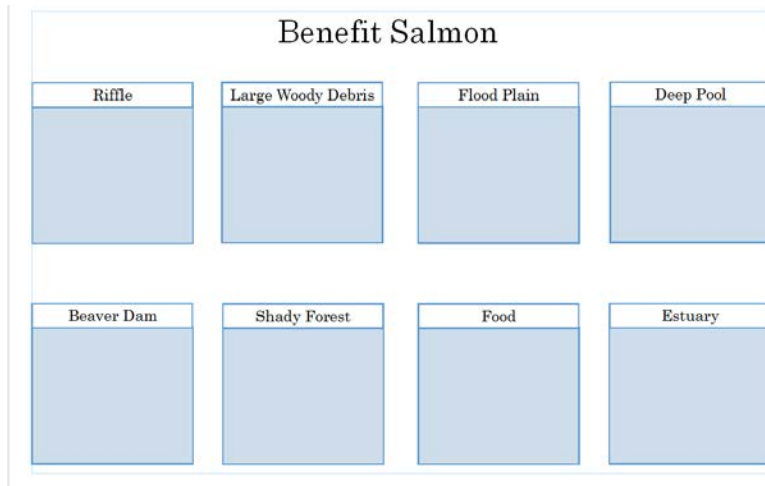 Benefit Salmon
Riffle
Large Woody Debris
Flood Plain
Deep Pool
Beaver Dam
Shady Forest
Food
Estuary